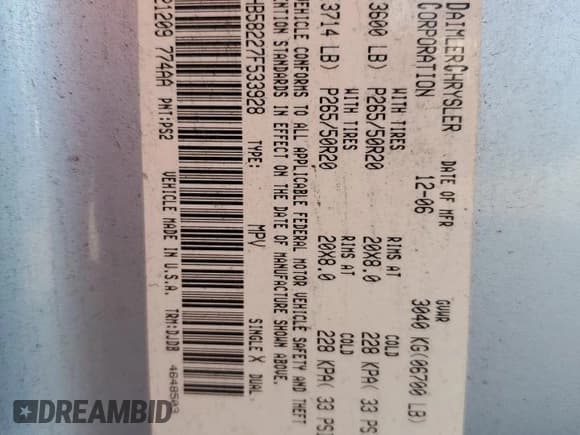 DAIMLERCHRYSLER
CORPORATION
DATE OF MFR
12-06
GVWR
3040 KG(06700 LB)
WITH TIRES
RIMS AT
COLD
3600 LB) P265/50R20 20X8.0 228 KPA( 33 PS
WITH TIRES
RIMS AT
COLD
3714 LB) P265/50R20 20X8.0 228 KPA( 33 PSI
VEHICLE CONFORMS TO ALL APPLICABLE FEDERAL MOTOR VEHICLE SAFETY AND THEFT
ENTION STANDARDS IN EFFECT ON THE DATE OF MANUFACTURE SHOWN ABOVE.
HB58227F533928 TYPE: MPV SINGLE X DUAL
21209 774AA PNT:PS2 VEHICLE MADE IN U.S.A. TRM:DJDB 4648503
DREAMBID